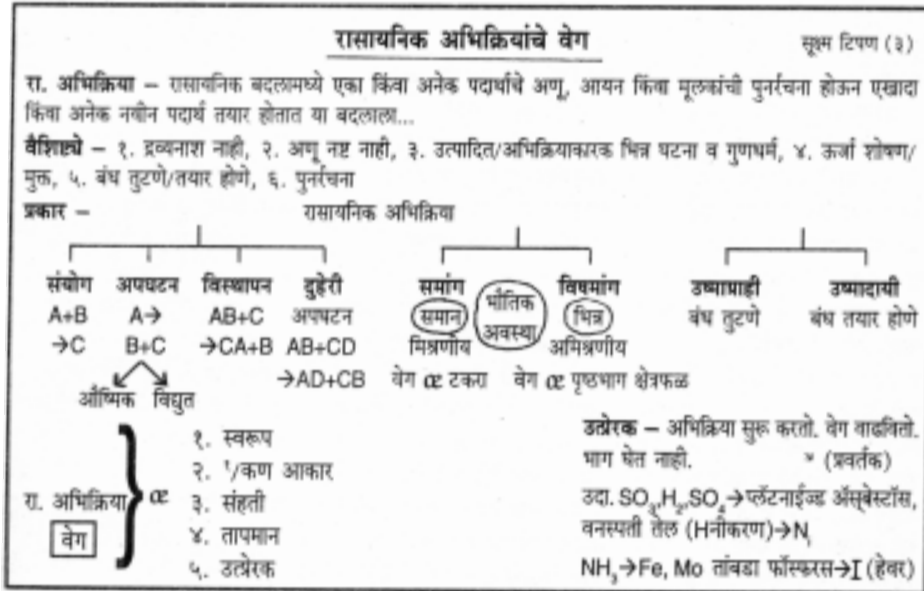 रासायनिक अभिक्रियांचे वेग
सूक्ष्म टिपण (३)
रा. अभिक्रिया – रासायनिक बदलामध्ये एका किंवा अनेक पदार्थांचे अणू, आयन किंवा मूलकांची पुनर्रचना होऊन एखादा
किंवा अनेक नवीन पदार्थ तयार होतात या बदलाला...
वैशिष्ट्ये – १. द्रव्यनाश नाही, २. अणू नष्ट नाही, ३. उत्पादित/अभिक्रियाकारक भिन्न घटना व गुणधर्म, ४. ऊर्जा शोषण/
मुक्त, ५. बंध तुटणे/तयार होणे, ६. पुनर्रचना
प्रकार – रासायनिक अभिक्रिया
संयोग अपघटन विस्थापन दुहेरी समांग विषमांग उष्माग्राही उष्मादायी
A+B A→ AB+C अपघटन समान भौतिक अवस्था भिन्न बंध तुटणे बंध तयार होणे
→C B+C →CA+B AB+CD मिश्रणीय अमिश्रणीय
→AD+CB वेग œ टकरा वेग œ पृष्ठभाग क्षेत्रफळ
औष्मिक विद्युत
रा. अभिक्रिया
वेग
œ
१. स्वरूप
२. १/कण आकार
३. संहती
४. तापमान
५. उत्प्रेरक
उत्प्रेरक – अभिक्रिया सुरू करतो. वेग वाढवितो.
भाग घेत नाही. * (प्रवर्तक)
उदा. SO₃,H₂SO₄→प्लॅटनाईज्ड ॲस्बेस्टॉस,
वनस्पती तेल (Hनीकरण)→Nᵢ
NH₃→Fe, Mo तांबडा फॉस्फरस→I (हेबर)